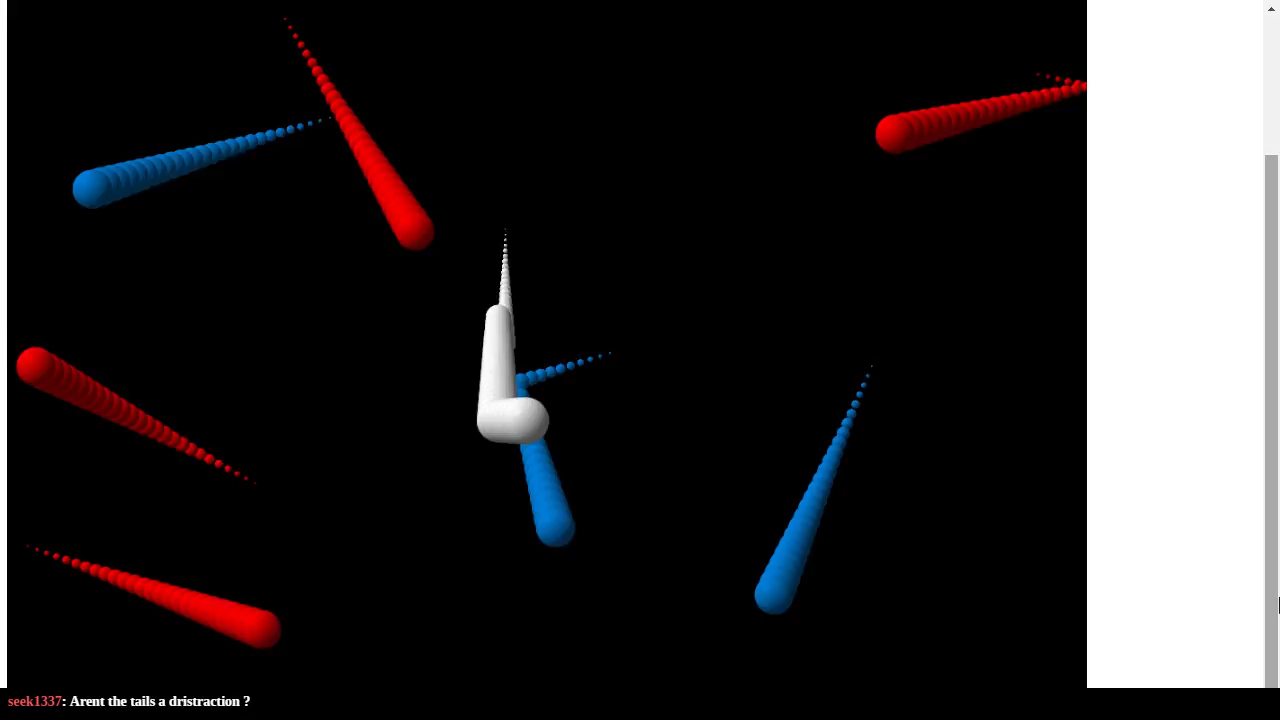 seek1337: Arent the tails a dristraction ?